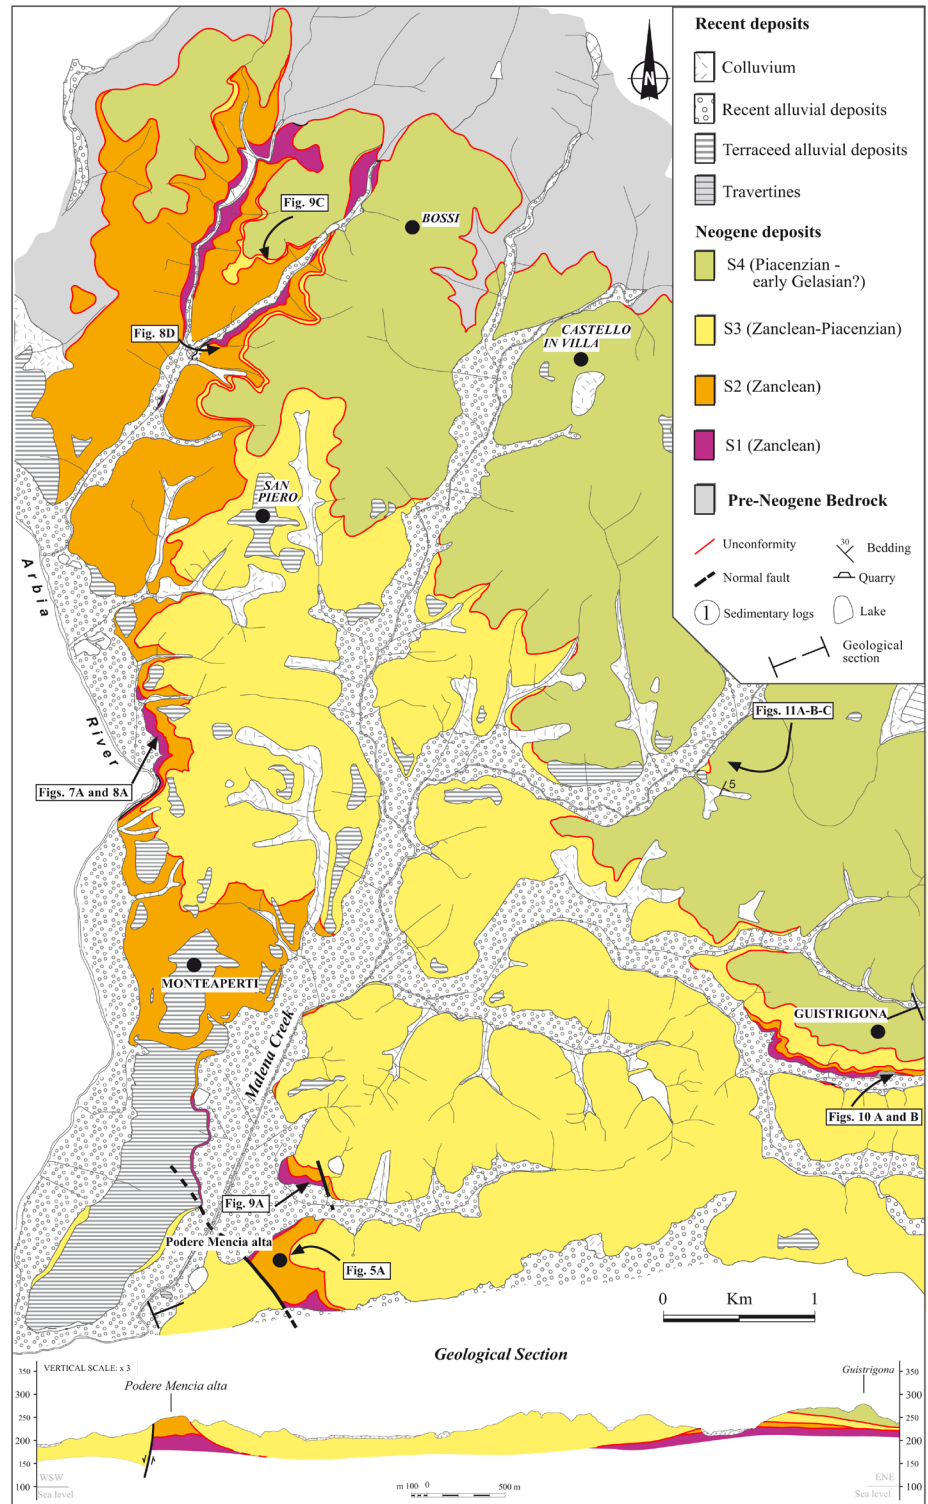 Recent deposits
Colluvium
Recent alluvial deposits
Terraceed alluvial deposits
Travertines
Neogene deposits
S4 (Piacenzian -
early Gelasian?)
S3 (Zanclean-Piacenzian)
S2 (Zanclean)
S1 (Zanclean)
Pre-Neogene Bedrock
Unconformity
30
Bedding
Normal fault
Quarry
1
Sedimentary logs
Lake
Geological
section
N
Fig. 9C
BOSSI
Fig. 8D
CASTELLO
IN VILLA
SAN
PIERO
Arbia
River
Figs. 11A-B-C
5
Figs. 7A and 8A
MONTEAPERTI
GUISTRIGONA
Malena Creek
Figs. 10 A and B
Fig. 9A
Podere Mencia alta
Fig. 5A
0 Km 1
Geological Section
VERTICAL SCALE: x 3
Podere Mencia alta
Guistrigona
350
300
250
200
150
100
350
300
250
200
150
100
WSW
Sea level
m 100 0 500 m
ENE
Sea level